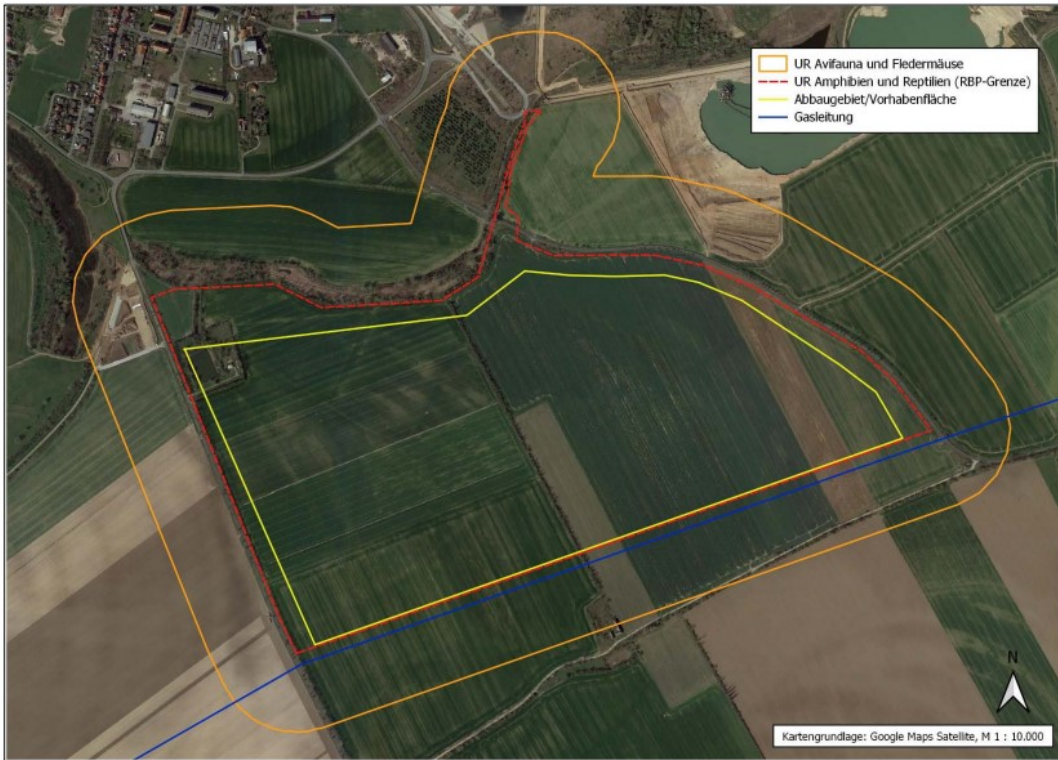 UR Avifauna und Fledermäuse
UR Amphibien und Reptilien (RBP-Grenze)
Abbaugebiet/Vorhabenfläche
Gasleitung
N
Kartengrundlage: Google Maps Satellite, M 1 : 10.000